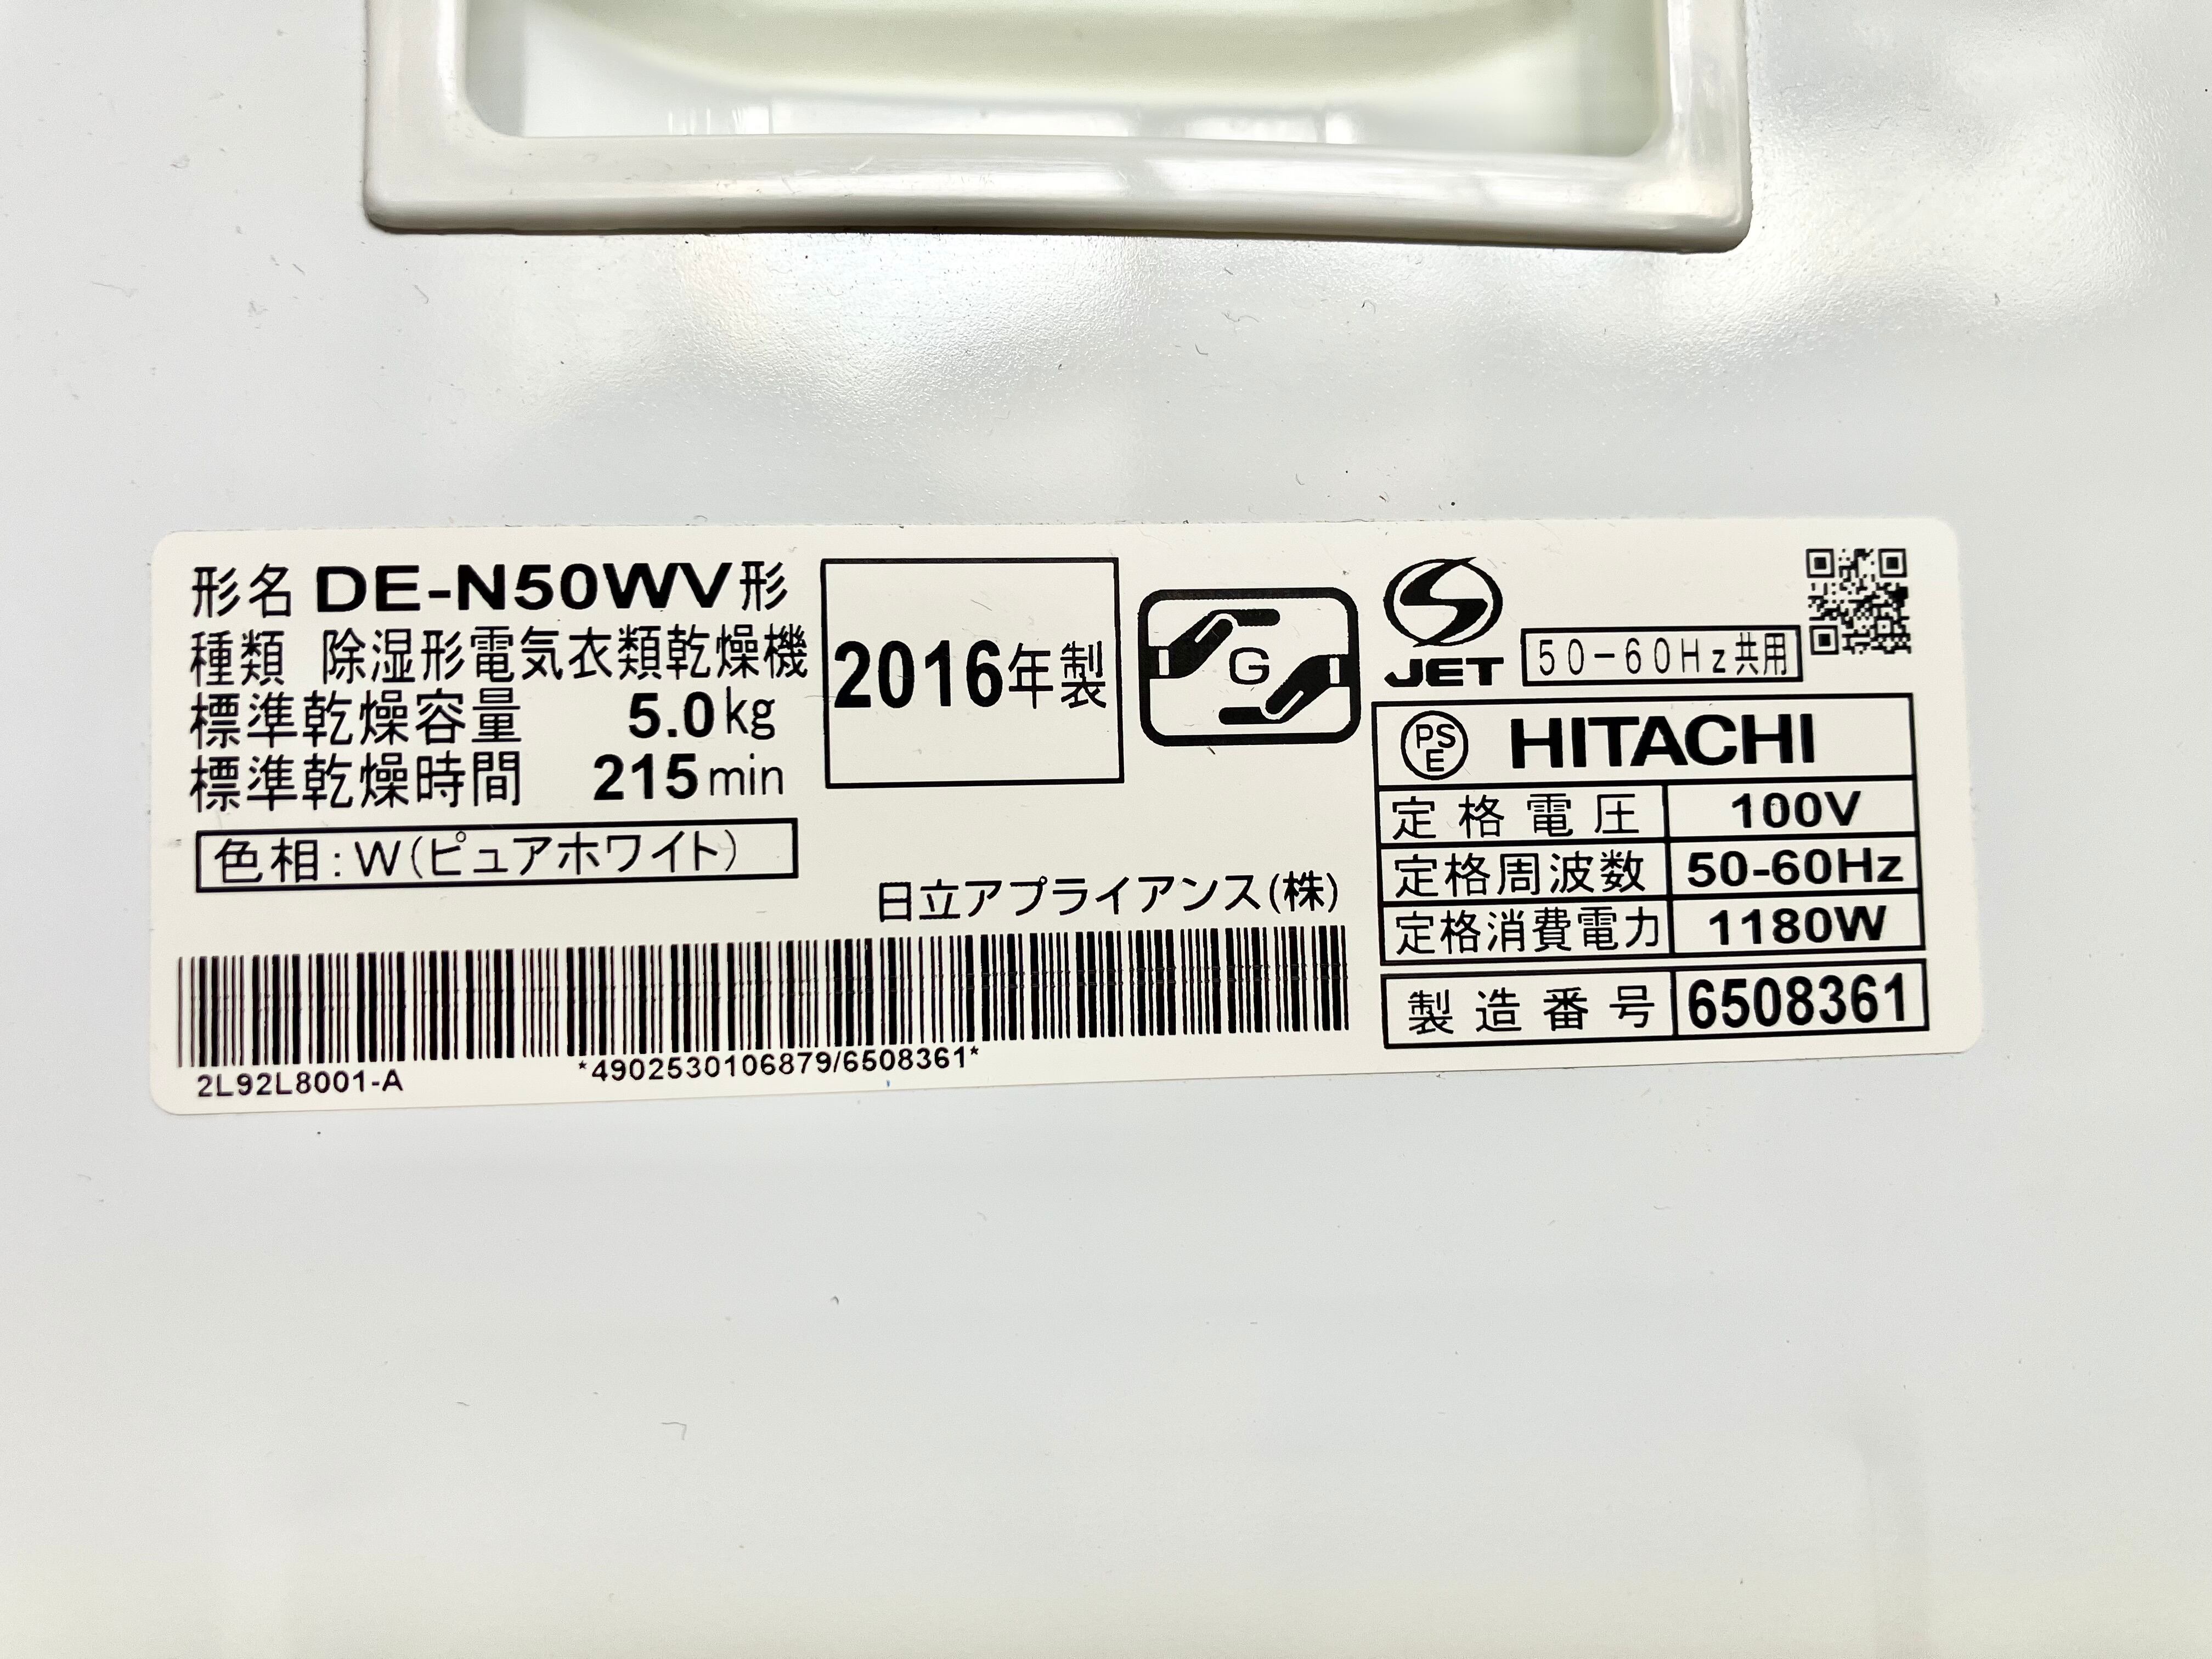 形名 DE-N50WV形
種類 除湿形電気衣類乾燥機
標準乾燥容量 5.0kg
標準乾燥時間 215min
色相:W(ピュアホワイト)
2016年製
G
JET
50-60Hz共用
日立アプライアンス(株)
PSE HITACHI
定格電圧 100V
定格周波数 50-60Hz
定格消費電力 1180W
製造番号 6508361
2L92L8001-A
*4902530106879/6508361*